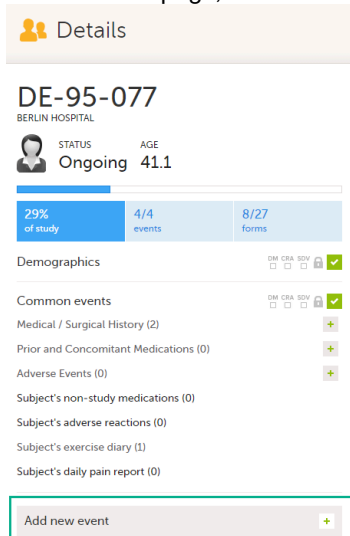 Details
DE-95-077
BERLIN HOSPITAL
STATUS AGE
Ongoing 41.1
29% 4/4 8/27
of study events forms
Demographics DM CRA SDV
Common events DM CRA SDV
Medical / Surgical History (2) +
Prior and Concomitant Medications (0) +
Adverse Events (0) +
Subject's non-study medications (0)
Subject's adverse reactions (0)
Subject's exercise diary (1)
Subject's daily pain report (0)
Add new event +